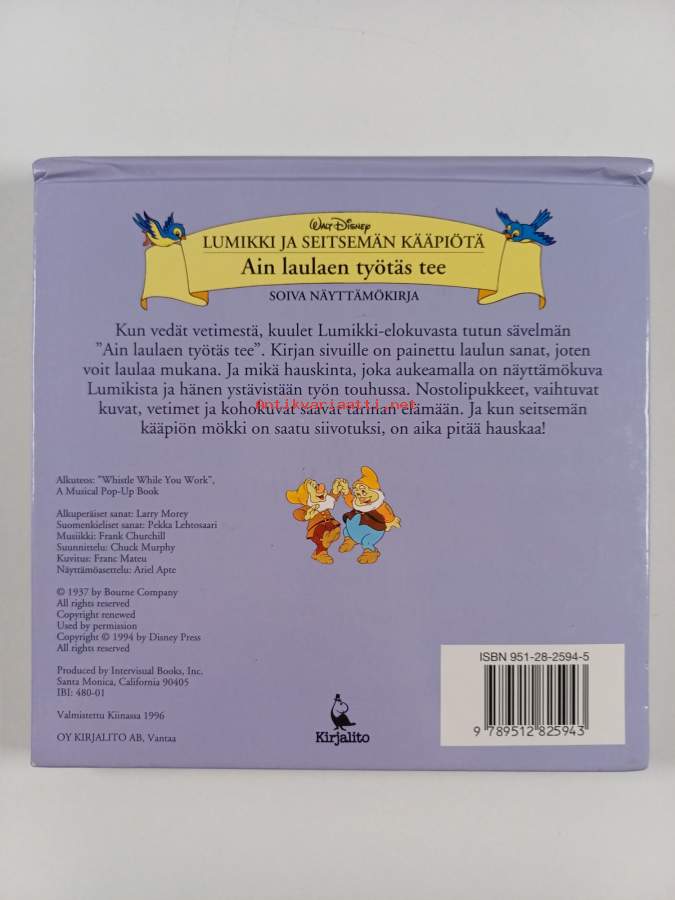 Walt Disney
LUMIKKI JA SEITSEMÄN KÄÄPIÖTÄ
Ain laulaen työtäs tee
SOIVA NÄYTTÄMÖKIRJA
Kun vedät vetimestä, kuulet Lumikki-elokuvasta tutun sävelmän
”Ain laulaen työtäs tee”. Kirjan sivuille on painettu laulun sanat, joten
voit laulaa mukana. Ja mikä hauskinta, joka aukeamalla on näyttämökuva
Lumikista ja hänen ystävistään työn touhussa. Nostolipukkeet, vaihtuvat
kuvat, vetimet ja kohokuvat saavat tarinan elämään. Ja kun seitsemän
Antikvariaatti.net
kääpiön mökki on saatu siivotuksi, on aika pitää hauskaa!
Alkuteos: ”Whistle While You Work”,
A Musical Pop-Up Book
Alkuperäiset sanat: Larry Morey
Suomenkieliset sanat: Pekka Lehtosaari
Musiikki: Frank Churchill
Suunnittelu: Chuck Murphy
Kuvitus: Franc Mateu
Näyttämöasettelu: Ariel Apte
© 1937 by Bourne Company
All rights reserved
Copyright renewed
Used by permission
Copyright © 1994 by Disney Press
All rights reserved
Produced by Intervisual Books, Inc.
Santa Monica, California 90405
IBI: 480-01
Valmistettu Kiinassa 1996
OY KIRJALITO AB, Vantaa
Kirjalito
ISBN 951-28-2594-5
9 789512 825943